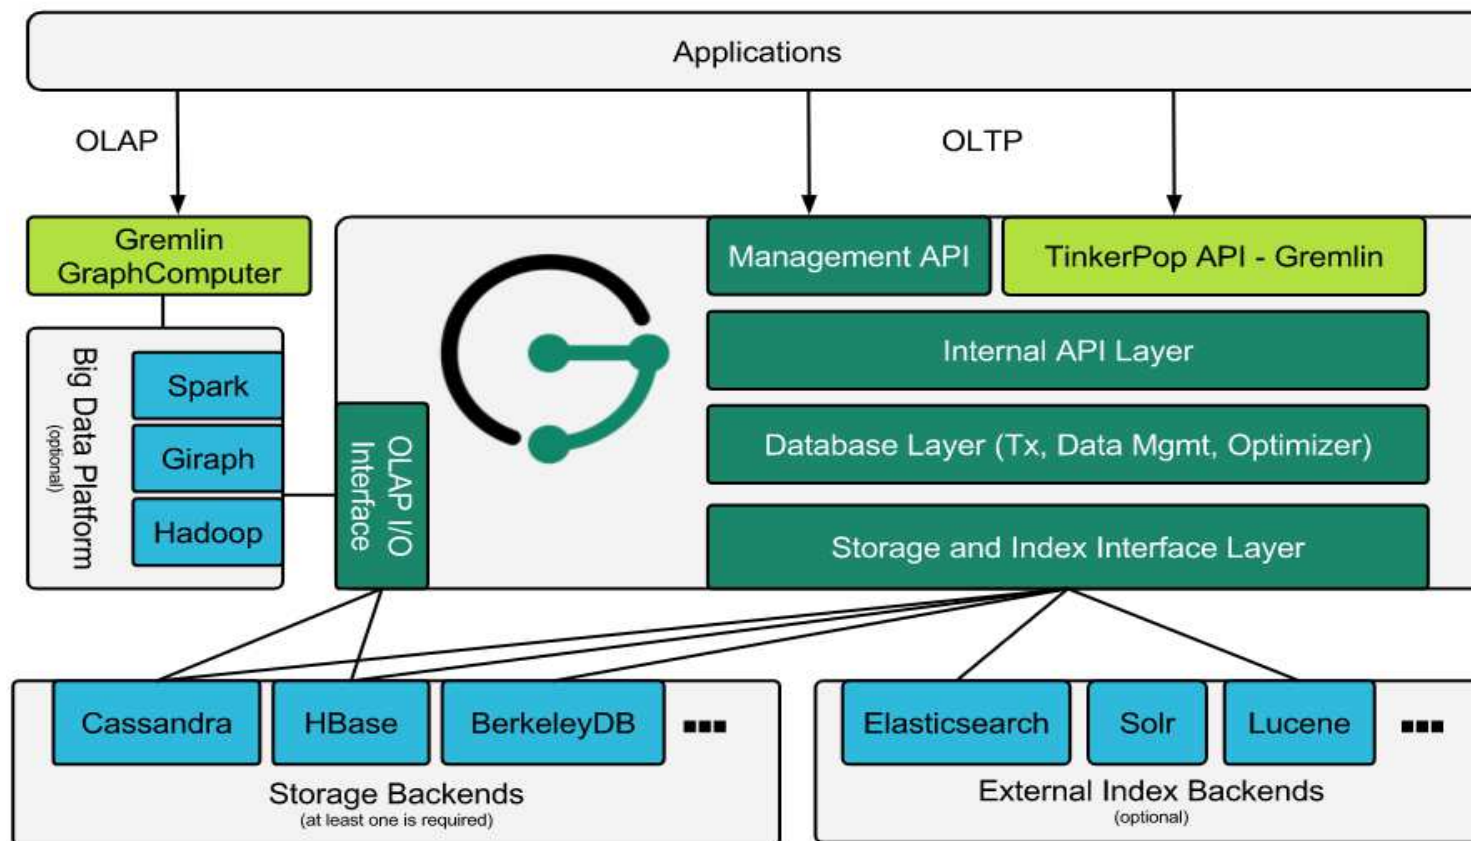 Applications
OLAP
OLTP
Gremlin
GraphComputer
Management API
TinkerPop API - Gremlin
Big Data Platform
(optional)
Spark
Giraph
Hadoop
OLAP I/O
Interface
Internal API Layer
Database Layer (Tx, Data Mgmt, Optimizer)
Storage and Index Interface Layer
Cassandra
HBase
BerkeleyDB
Storage Backends
(at least one is required)
Elasticsearch
Solr
Lucene
External Index Backends
(optional)